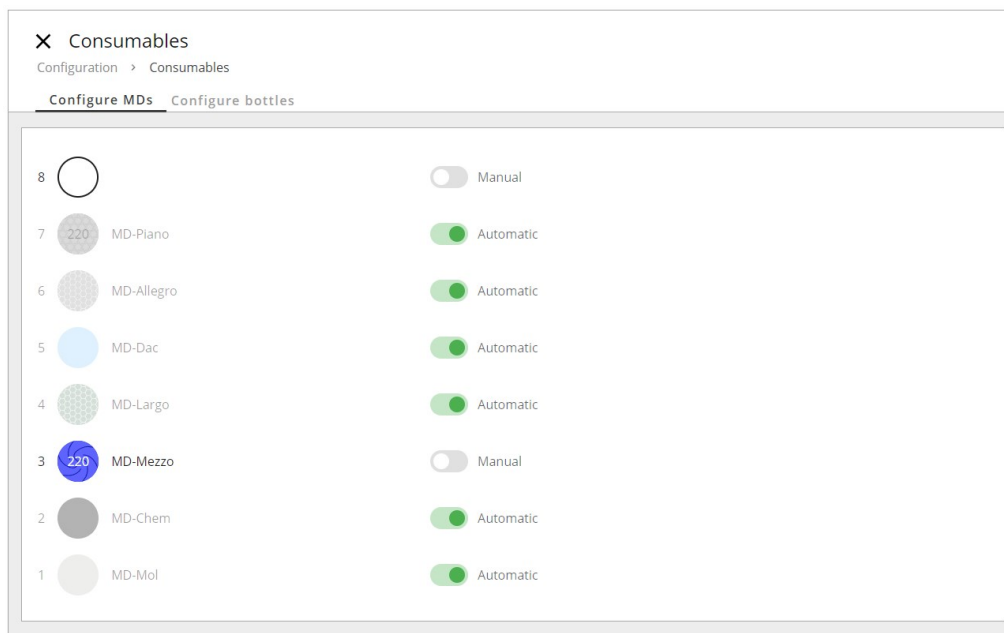 Consumables
Configuration > Consumables
Configure MDs Configure bottles
8 Manual
7 220 MD-Piano Automatic
6 MD-Allegro Automatic
5 MD-Dac Automatic
4 MD-Largo Automatic
3 220 MD-Mezzo Manual
2 MD-Chem Automatic
1 MD-Mol Automatic